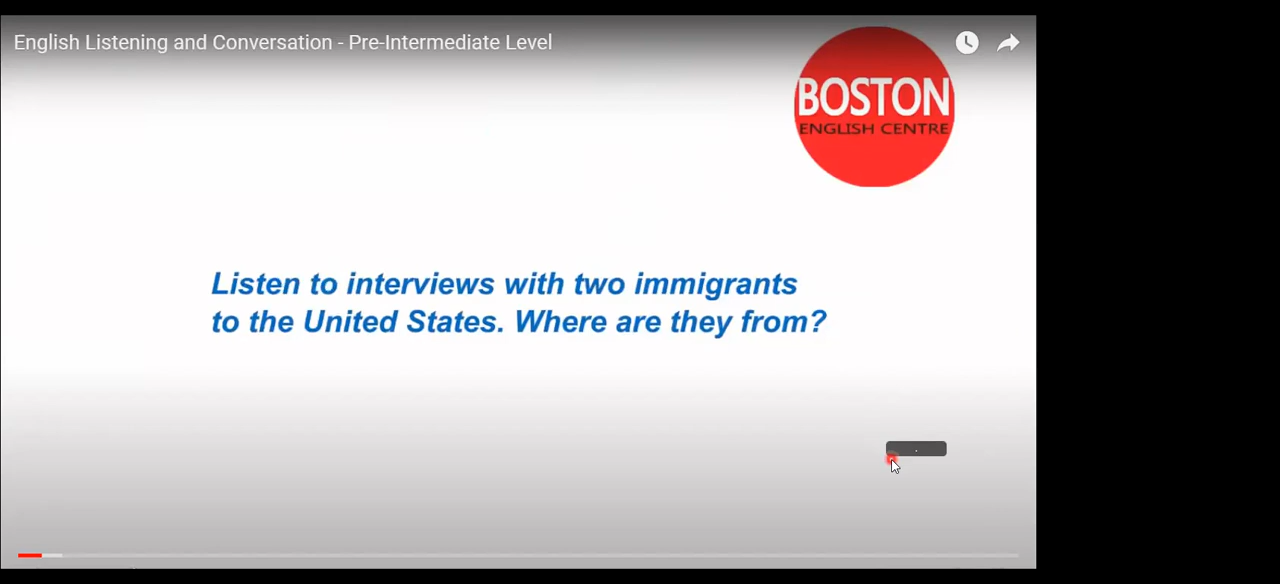 English Listening and Conversation - Pre-Intermediate Level
BOSTON
ENGLISH CENTRE
Listen to interviews with two immigrants
to the United States. Where are they from?